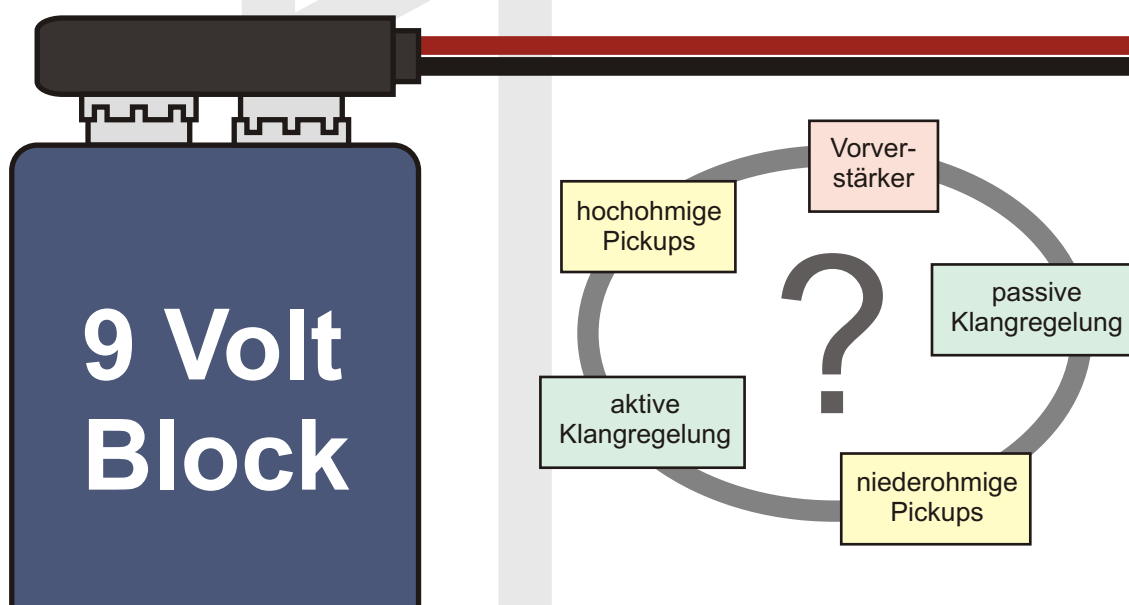 9 Volt
Block
Vorver-
stärker
hochohmige
Pickups
passive
Klangregelung
?
aktive
Klangregelung
niederohmige
Pickups